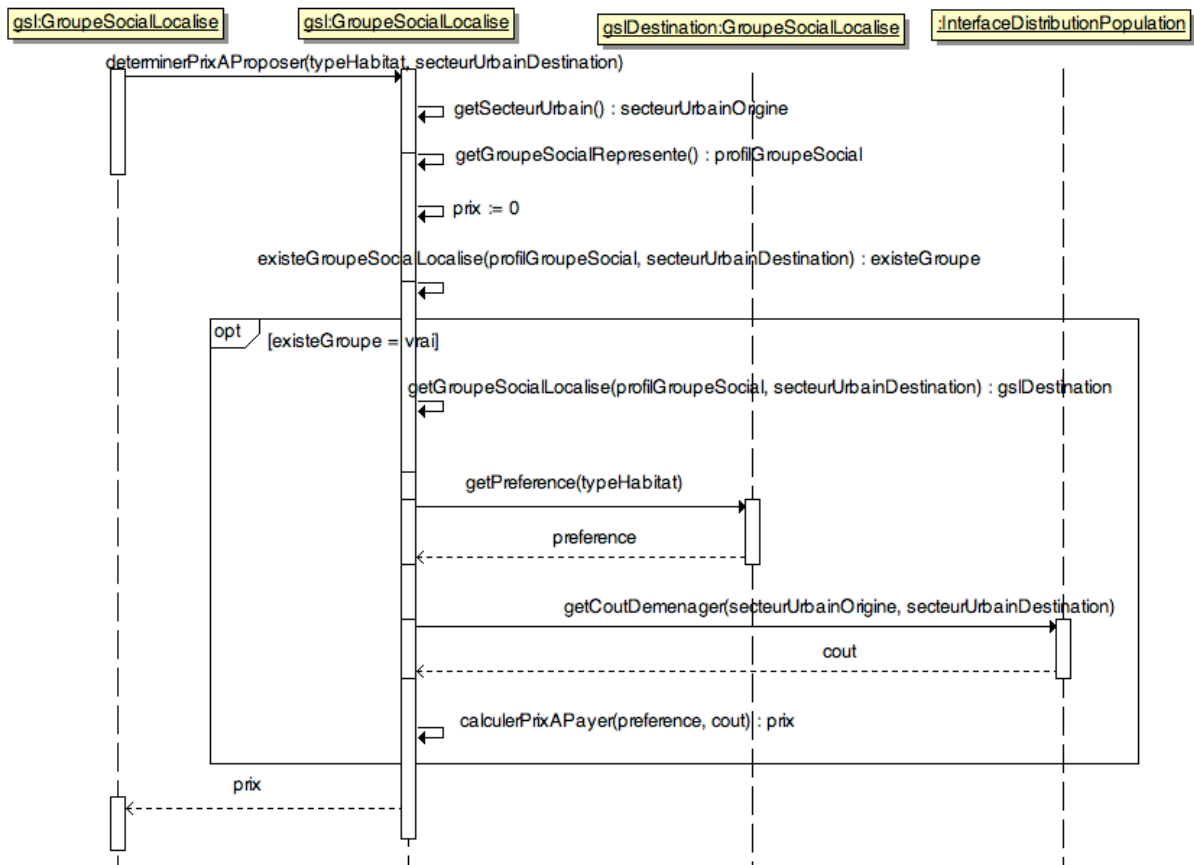 gsl:GroupeSocialLocalise
gsl:GroupeSocialLocalise
gslDestination:GroupeSocialLocalise
:InterfaceDistributionPopulation
determinerPrixAProposer(typeHabitat, secteurUrbainDestination)
getSecteurUrbain() : secteurUrbainOrgine
getGroupeSocialRepresente() : profilGroupeSocial
prix := 0
existeGroupeSocialLocalise(profilGroupeSocial, secteurUrbainDestination) : existeGroupe
opt
[existeGroupe = vrai]
getGroupeSocialLocalise(profilGroupeSocial, secteurUrbainDestination) : gslDestination
getPreference(typeHabitat)
preference
getCoutDemenager(secteurUrbainOrigine, secteurUrbainDestination)
cout
calculerPrixAPayer(preference, cout) : prix
prix